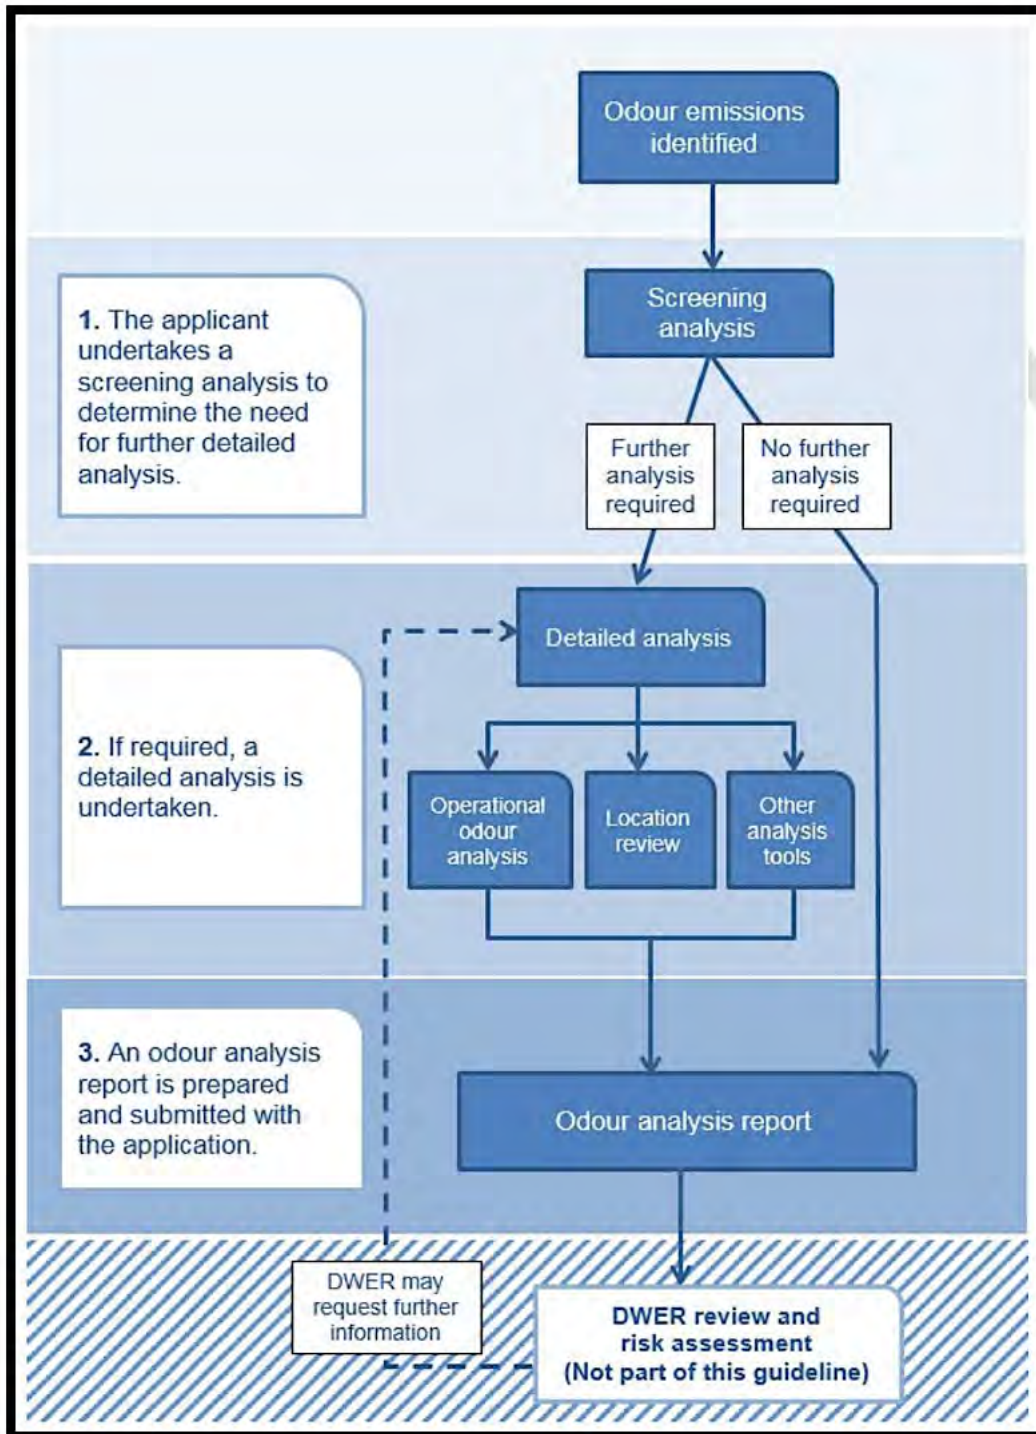 Odour emissions
identified
1. The applicant
undertakes a
screening analysis to
determine the need
for further detailed
analysis.
Screening
analysis
Further
analysis
required
No further
analysis
required
2. If required, a
detailed analysis is
undertaken.
Detailed analysis
Operational
odour
analysis
Location
review
Other
analysis
tools
3. An odour analysis
report is prepared
and submitted with
the application.
Odour analysis report
DWER may
request further
information
DWER review and
risk assessment
(Not part of this guideline)